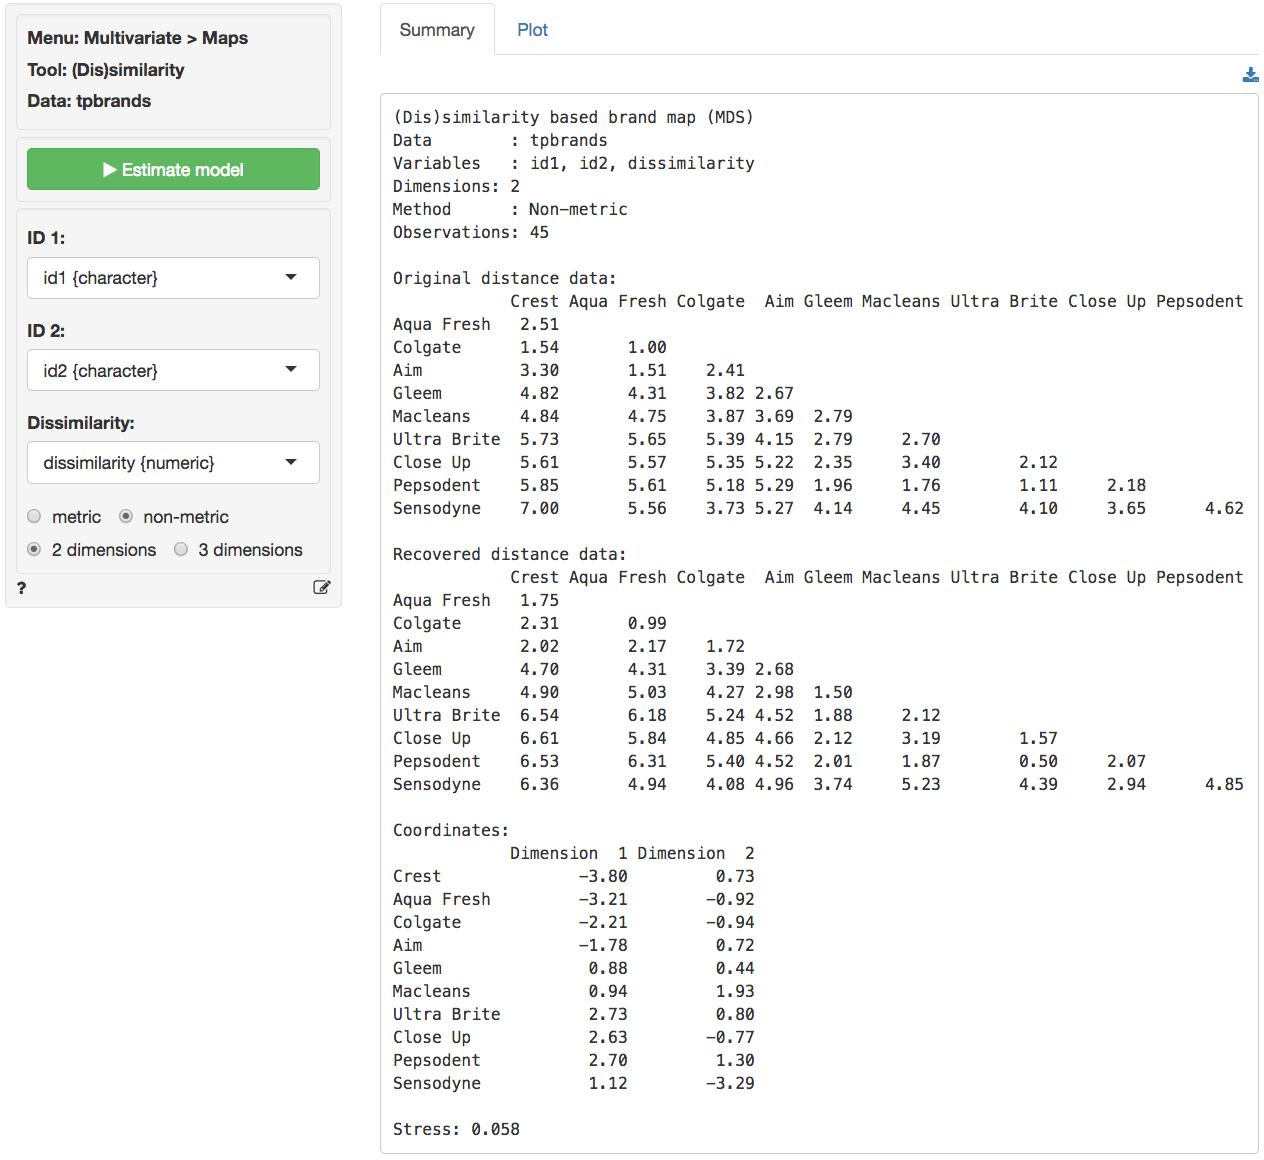 Menu: Multivariate > Maps
Tool: (Dis)similarity
Data: tpbrands
Estimate model
ID 1:
id1 {character}
ID 2:
id2 {character}
Dissimilarity:
dissimilarity {numeric}
metric non-metric
2 dimensions 3 dimensions
?
Summary Plot
(Dis)similarity based brand map (MDS)
Data : tpbrands
Variables : id1, id2, dissimilarity
Dimensions: 2
Method : Non-metric
Observations: 45
Original distance data:
Crest Aqua Fresh Colgate Aim Gleem Macleans Ultra Brite Close Up Pepsodent
Aqua Fresh 2.51
Colgate 1.54 1.00
Aim 3.30 1.51 2.41
Gleem 4.82 4.31 3.82 2.67
Macleans 4.84 4.75 3.87 3.69 2.79
Ultra Brite 5.73 5.65 5.39 4.15 2.79 2.70
Close Up 5.61 5.57 5.35 5.22 2.35 3.40 2.12
Pepsodent 5.85 5.61 5.18 5.29 1.96 1.76 1.11 2.18
Sensodyne 7.00 5.56 3.73 5.27 4.14 4.45 4.10 3.65 4.62
Recovered distance data:
Crest Aqua Fresh Colgate Aim Gleem Macleans Ultra Brite Close Up Pepsodent
Aqua Fresh 1.75
Colgate 2.31 0.99
Aim 2.02 2.17 1.72
Gleem 4.70 4.31 3.39 2.68
Macleans 4.90 5.03 4.27 2.98 1.50
Ultra Brite 6.54 6.18 5.24 4.52 1.88 2.12
Close Up 6.61 5.84 4.85 4.66 2.12 3.19 1.57
Pepsodent 6.53 6.31 5.40 4.52 2.01 1.87 0.50 2.07
Sensodyne 6.36 4.94 4.08 4.96 3.74 5.23 4.39 2.94 4.85
Coordinates:
Dimension 1 Dimension 2
Crest -3.80 0.73
Aqua Fresh -3.21 -0.92
Colgate -2.21 -0.94
Aim -1.78 0.72
Gleem 0.88 0.44
Macleans 0.94 1.93
Ultra Brite 2.73 0.80
Close Up 2.63 -0.77
Pepsodent 2.70 1.30
Sensodyne 1.12 -3.29
Stress: 0.058